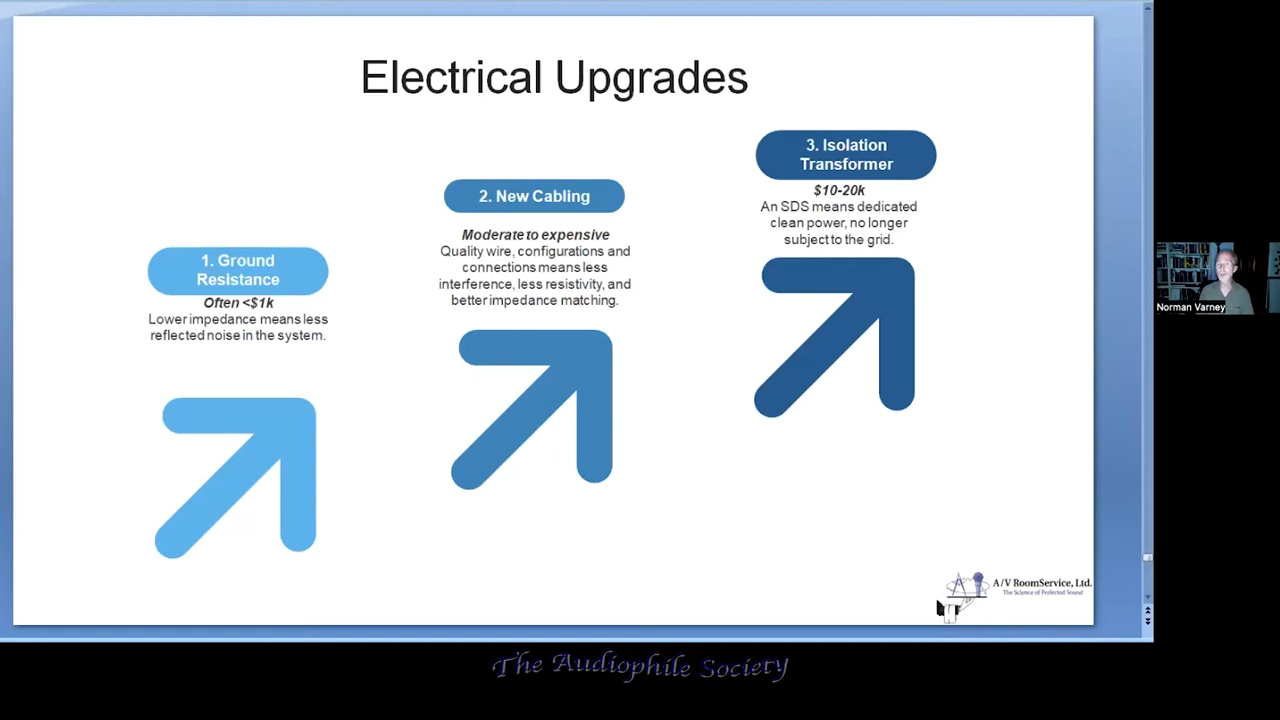 Electrical Upgrades
1. Ground
Resistance
Often <$1k
Lower impedance means less
reflected noise in the system.
2. New Cabling
Moderate to expensive
Quality wire, configurations and
connections means less
interference, less resistivity, and
better impedance matching.
3. Isolation
Transformer
$10-20k
An SDS means dedicated
clean power, no longer
subject to the grid.
Norman Varney
A/V RoomService, Ltd.
The Science of Perfected Sound
The Audiophile Society